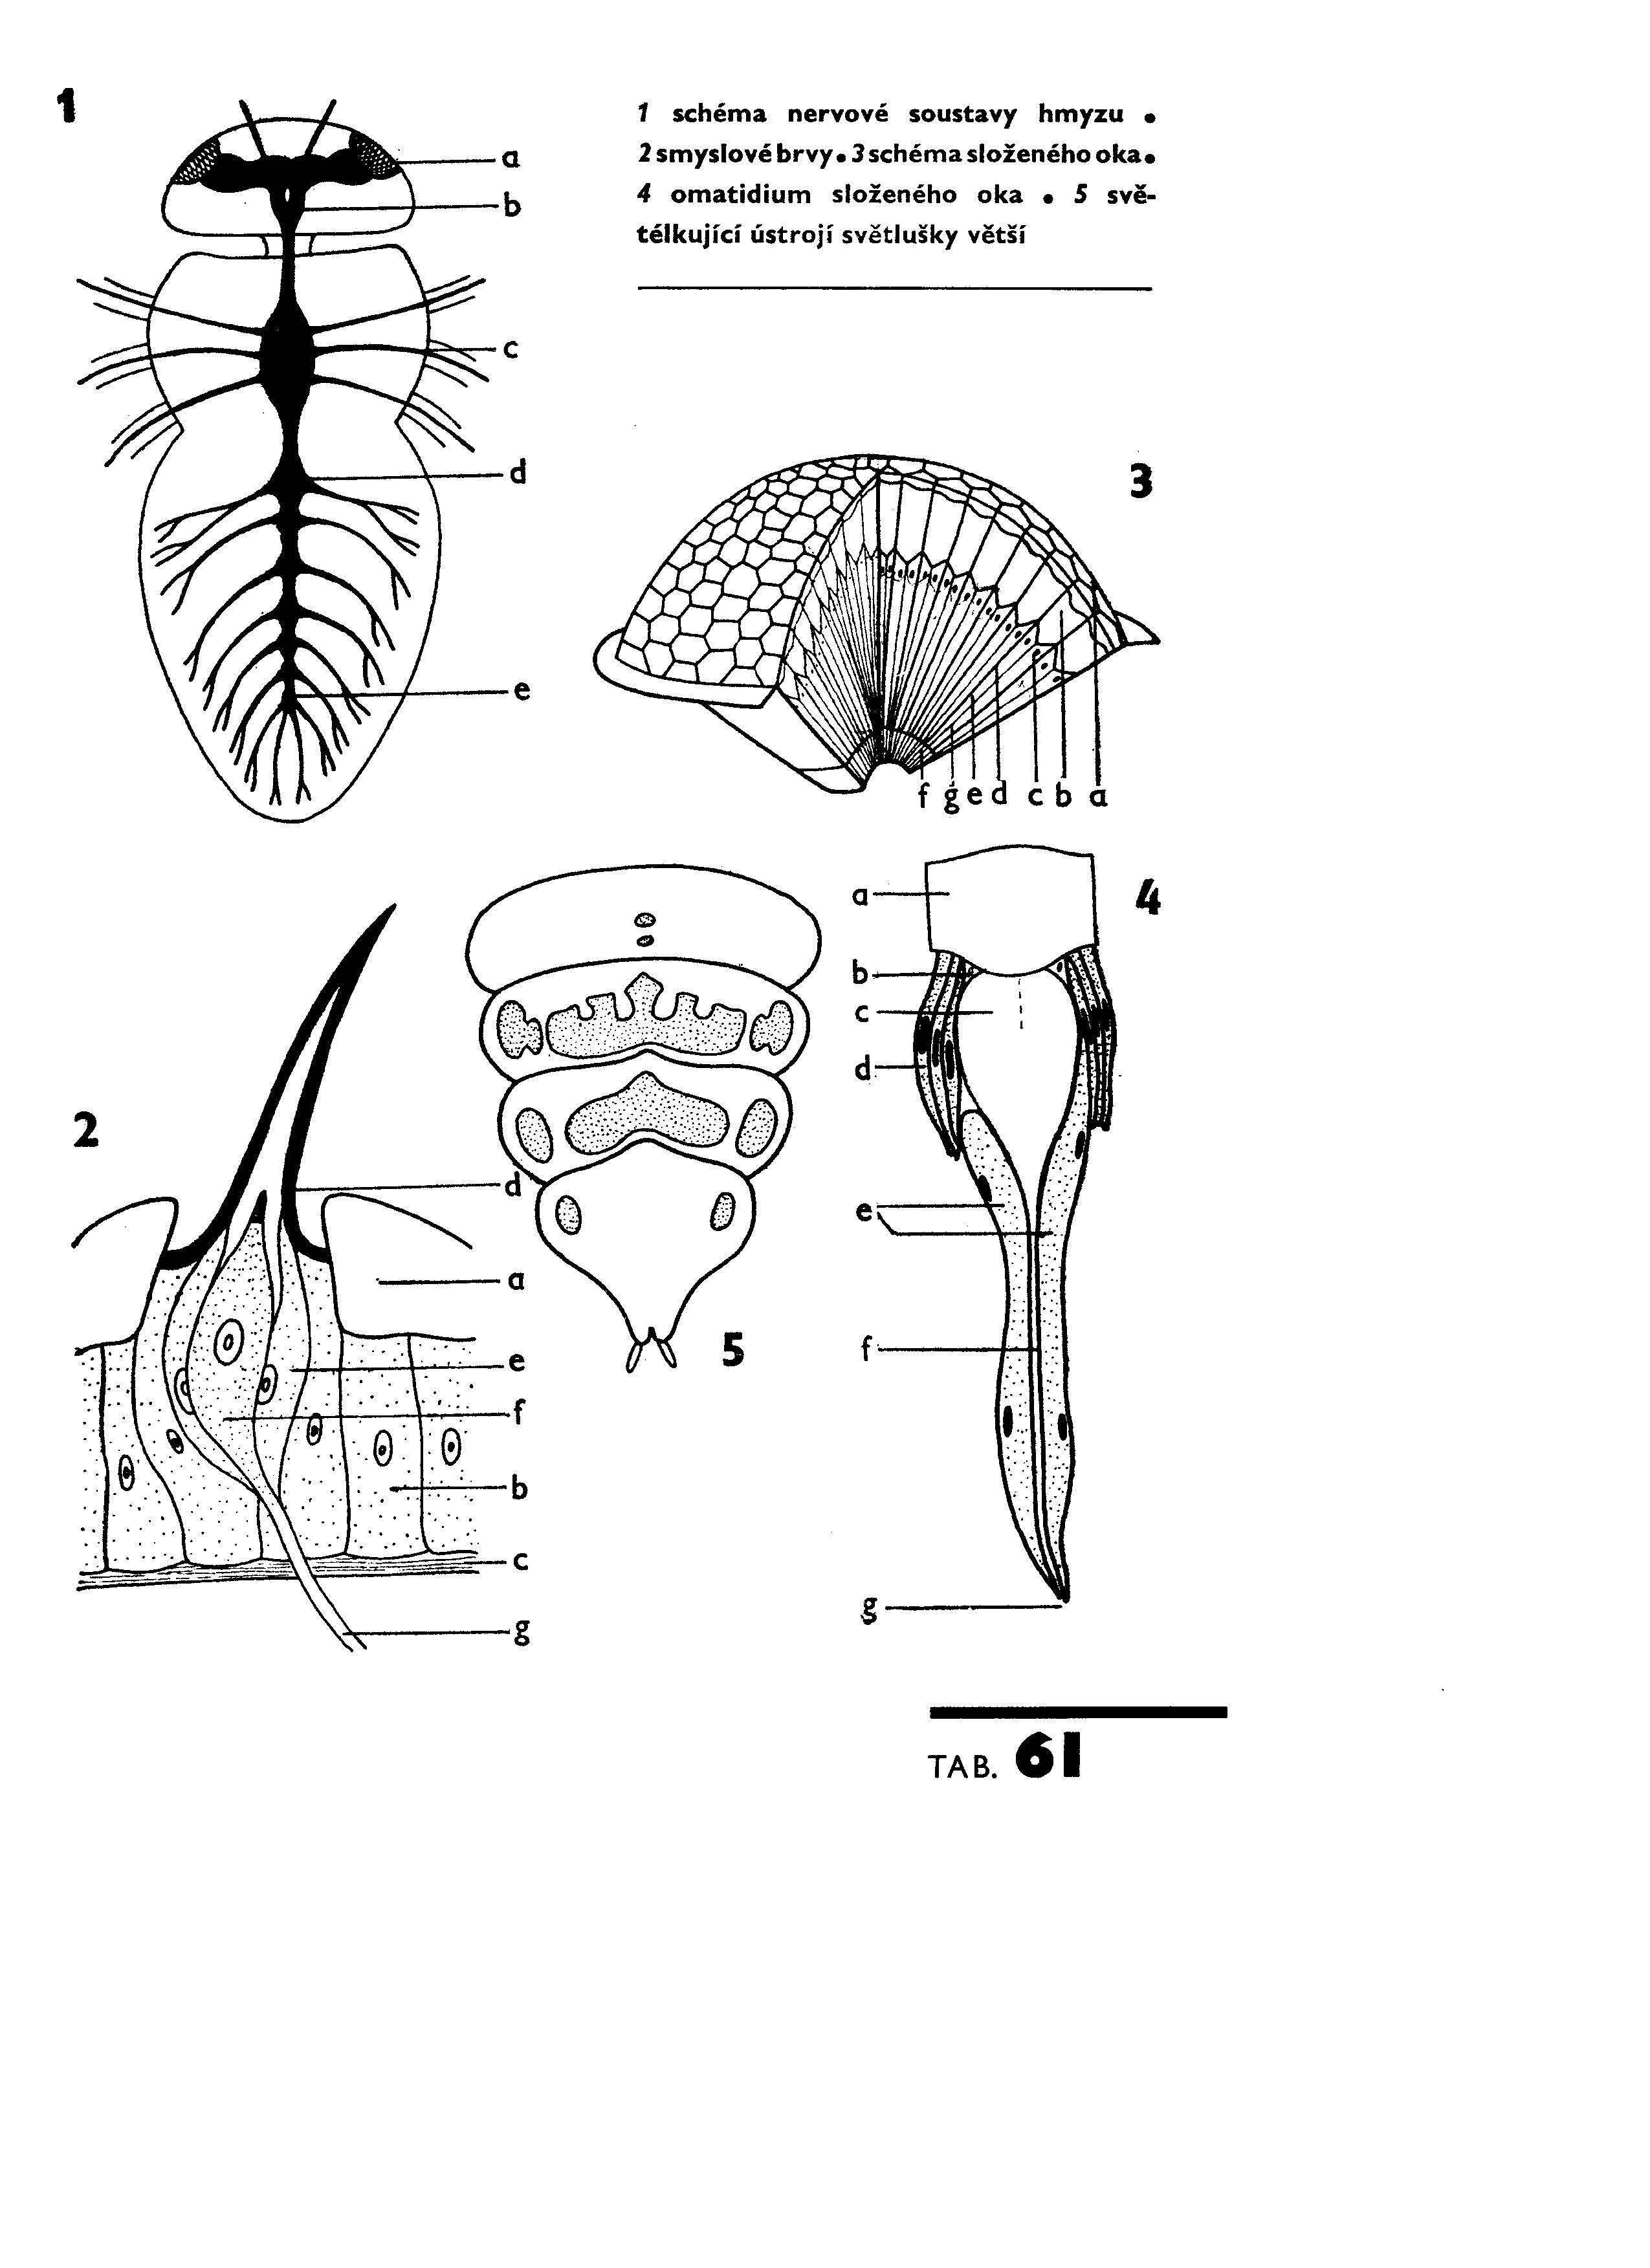 1
1 schéma nervové soustavy hmyzu •
2 smyslové brvy • 3 schéma složeného oka •
4 omatidium složeného oka • 5 svě-
télkující ústrojí světlušky větší
a
b
c
d
e
3
f g e d c b a
4
a
b
c
d
e
f
g
2
d
a
e
f
b
c
g
5
TAB. 61